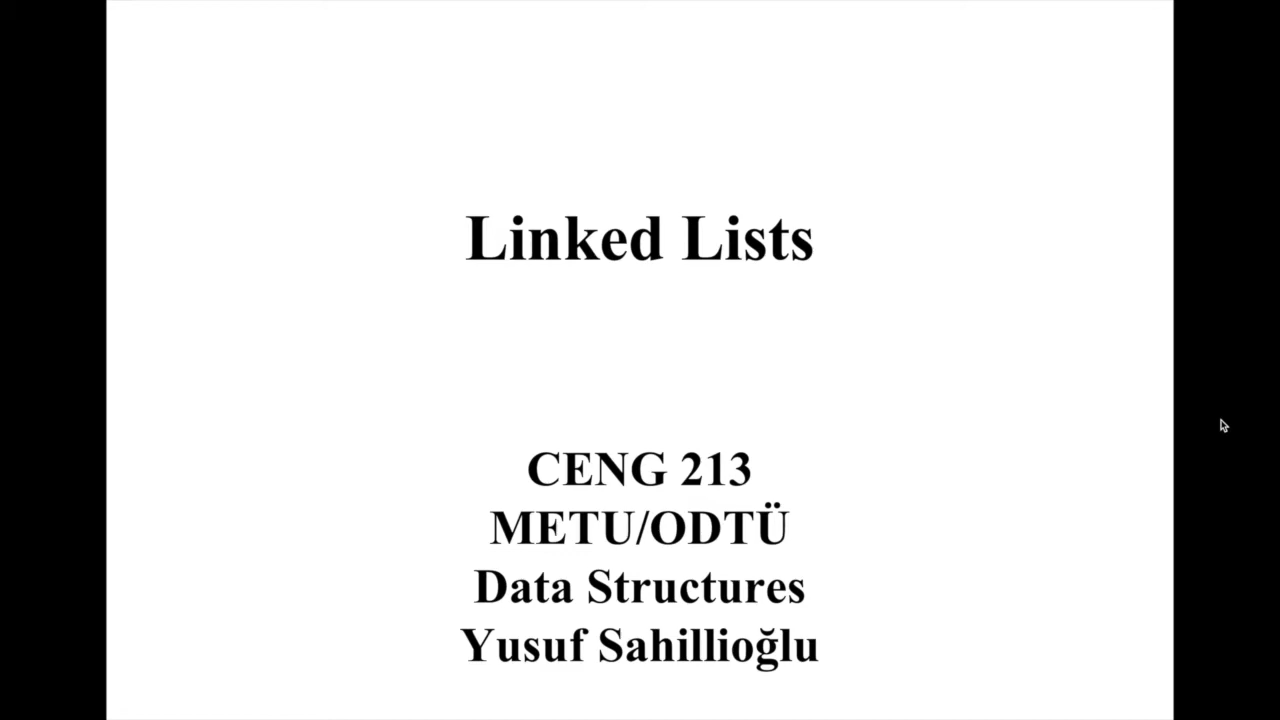 Linked Lists
CENG 213
METU/ODTÜ
Data Structures
Yusuf Sahillioğlu